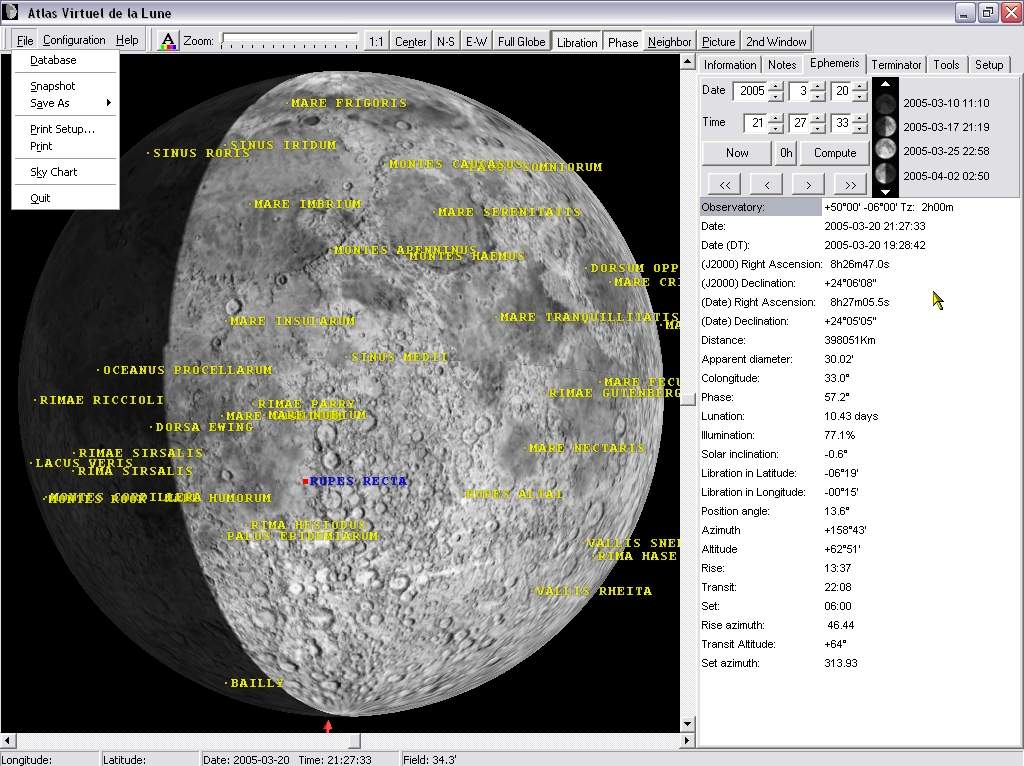 Atlas Virtuel de la Lune
File Configuration Help A Zoom: 1:1 Center N-S E-W Full Globe Libration Phase Neighbor Picture 2nd Window
Database
Snapshot
Save As
Print Setup...
Print
Sky Chart
Quit
MARE FRIGORIS
SINUS IRIDUM
SINUS RORIS
MONTES CAUCASUS
SOMNIORUM
MARE IMBRIUM
MARE SERENITATIS
MONTES APENNINUS
MONTES HAEMUS
DORSUM OPP
MARE CRI
MARE TRANQUILLITATIS
MARE INSULARUM
MA
SINUS MEDII
OCEANUS PROCELLARUM
MARE FECU
RIMAE GUTENBERG
RIMAE RICCIOLI
RIMAE PARRY
MARE NUBIUM
DORSA EWING
MARE NECTARIS
RIMAE SIRSALIS
LACUS VERIS
RIMA SIRSALIS
RUPES RECTA
RUPES ALTAI
MONTES CORDILLERA
MONTES ROOK
MARE HUMORUM
RIMA HESIODUS
PALUS EPIDEMIARUM
VALLIS SNEL
RIMA HASE
VALLIS RHEITA
BAILLY
Information Notes Ephemeris Terminator Tools Setup
Date 2005 3 20
Time 21 27 33
Now 0h Compute
<< < > >>
2005-03-10 11:10
2005-03-17 21:19
2005-03-25 22:58
2005-04-02 02:50
Observatory: +50°00' -06°00' Tz: 2h00m
Date: 2005-03-20 21:27:33
Date (DT): 2005-03-20 19:28:42
(J2000) Right Ascension: 8h26m47.0s
(J2000) Declination: +24°06'08"
(Date) Right Ascension: 8h27m05.5s
(Date) Declination: +24°05'05"
Distance: 398051Km
Apparent diameter: 30.02'
Colongitude: 33.0°
Phase: 57.2°
Lunation: 10.43 days
Illumination: 77.1%
Solar inclination: -0.6°
Libration in Latitude: -06°19'
Libration in Longitude: -00°15'
Position angle: 13.6°
Azimuth +158°43'
Altitude +62°51'
Rise: 13:37
Transit: 22:08
Set: 06:00
Rise azimuth: 46.44
Transit Altitude: +64°
Set azimuth: 313.93
Longitude: Latitude: Date: 2005-03-20 Time: 21:27:33 Field: 34.3'